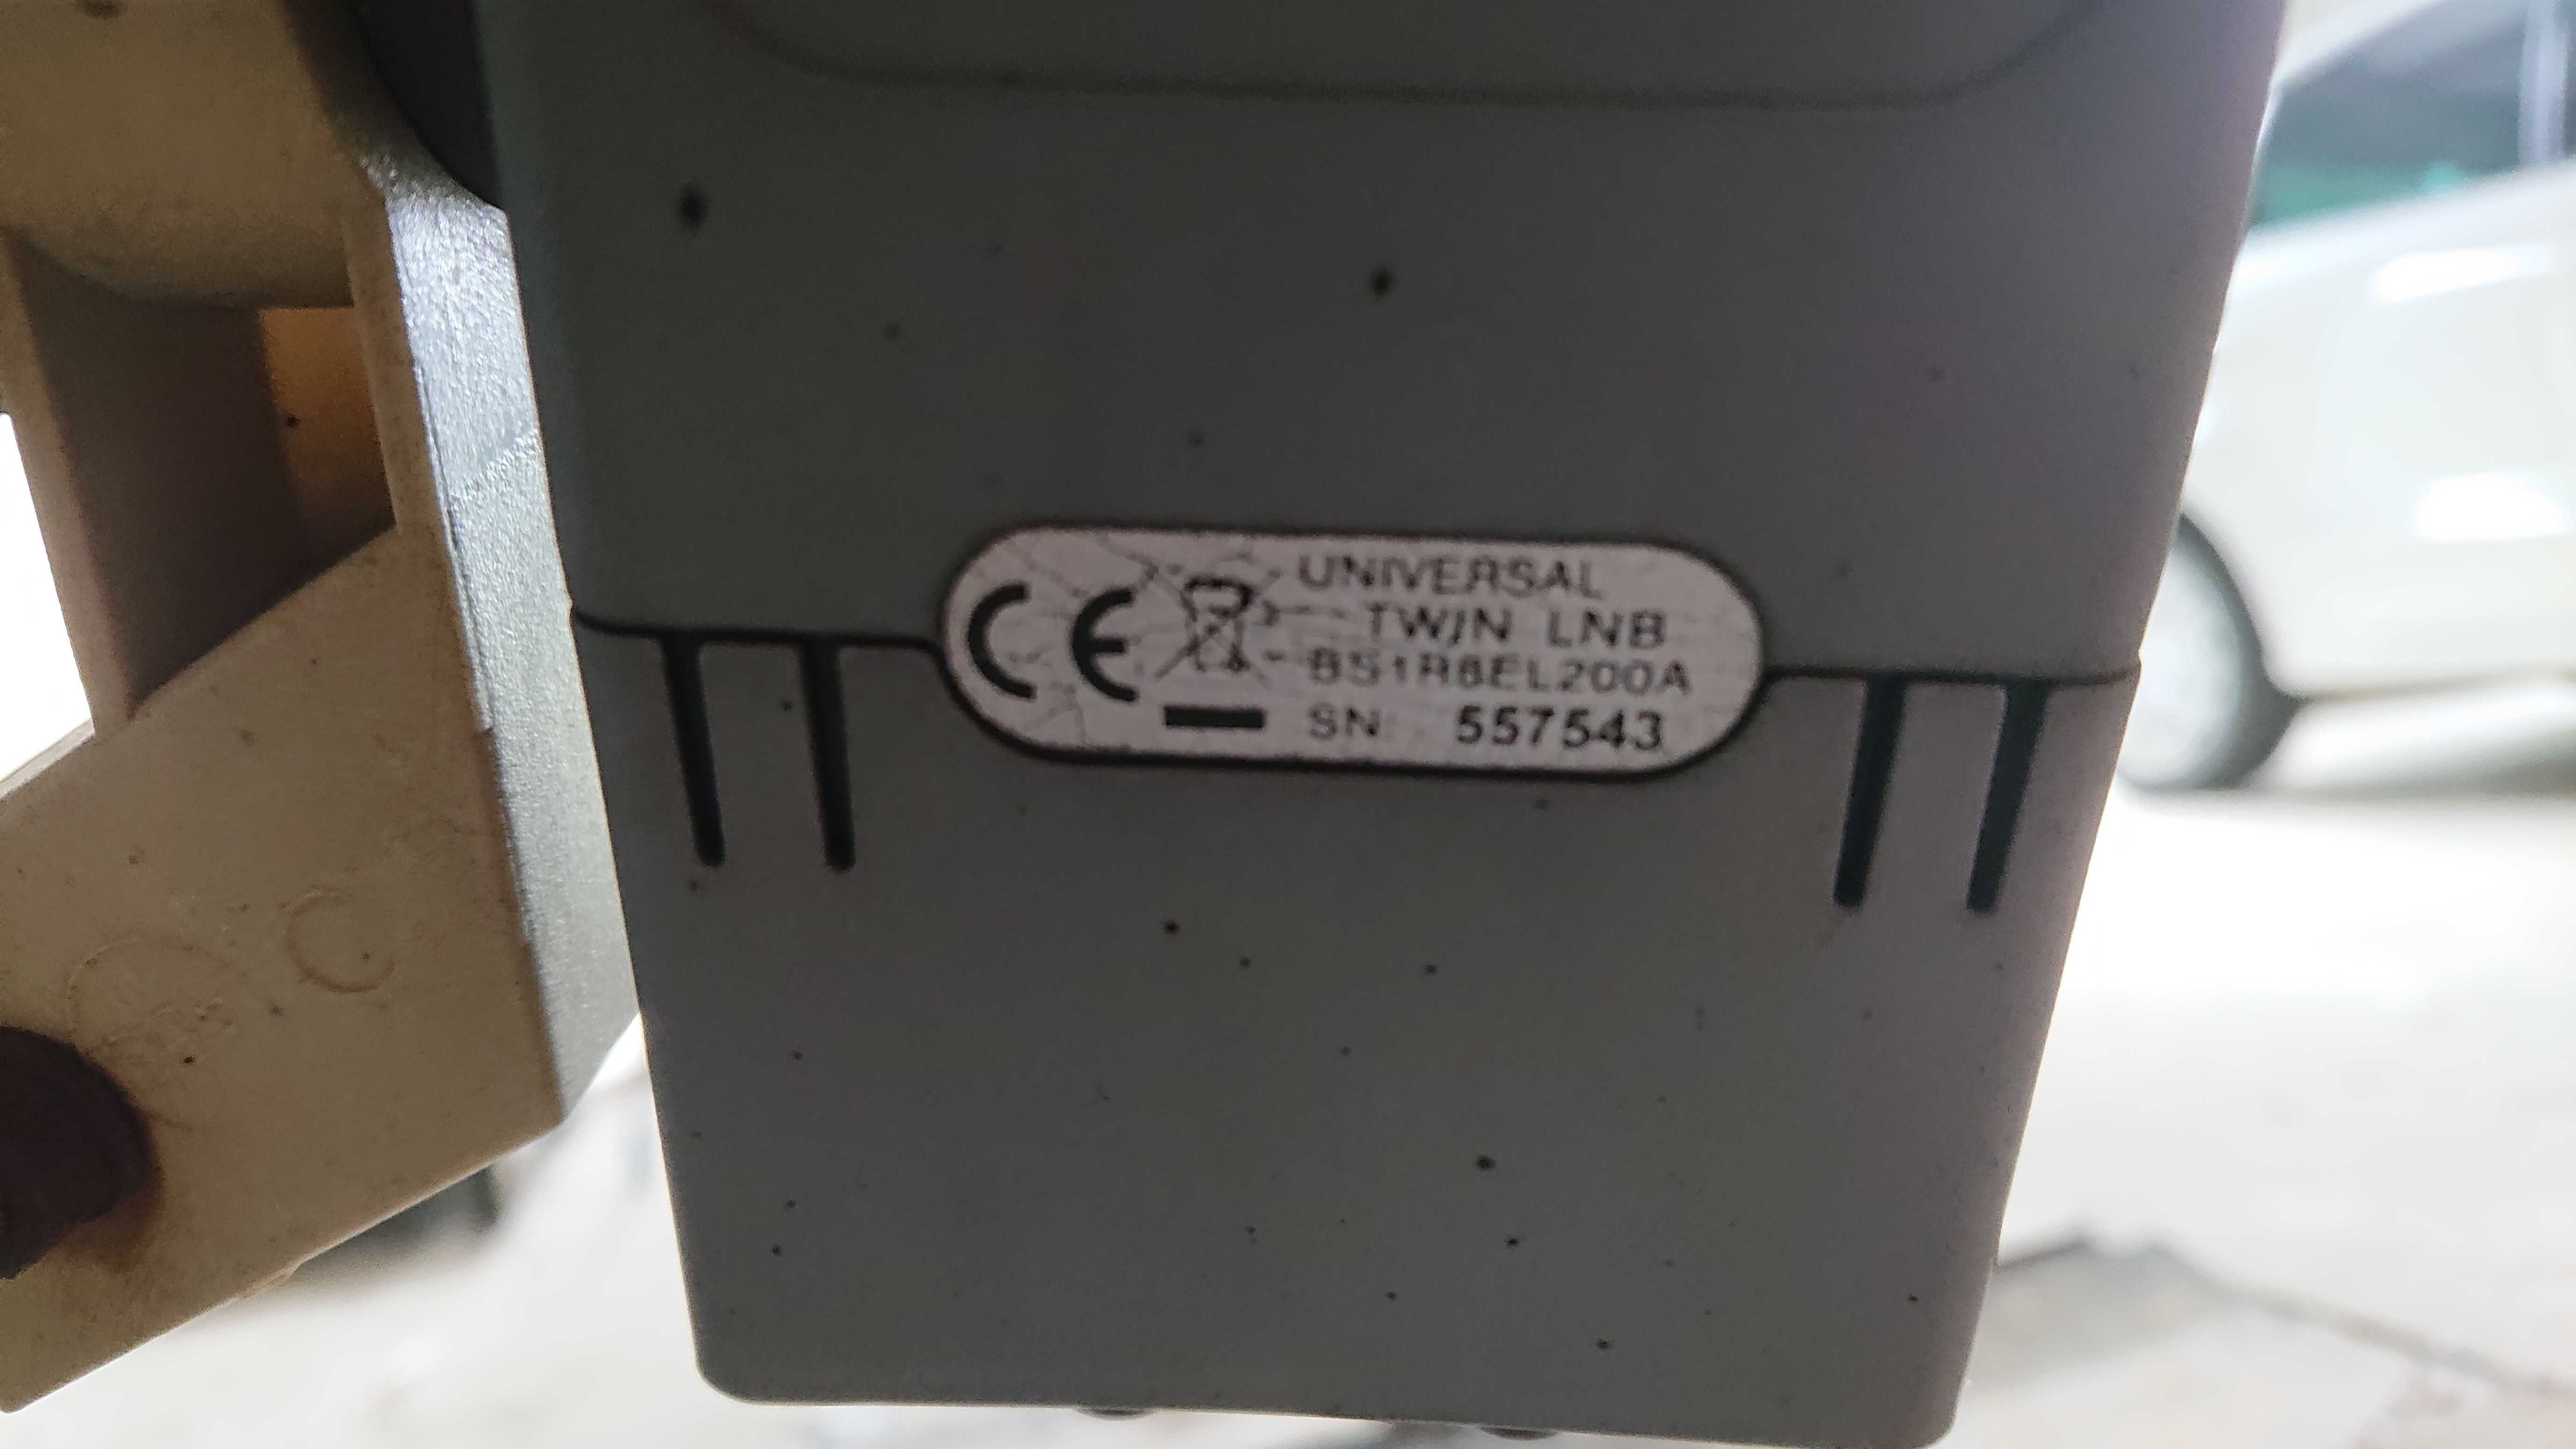 CE UNIVERSAL
TWIN LNB
BS1R8EL200A
SN: 557543
C